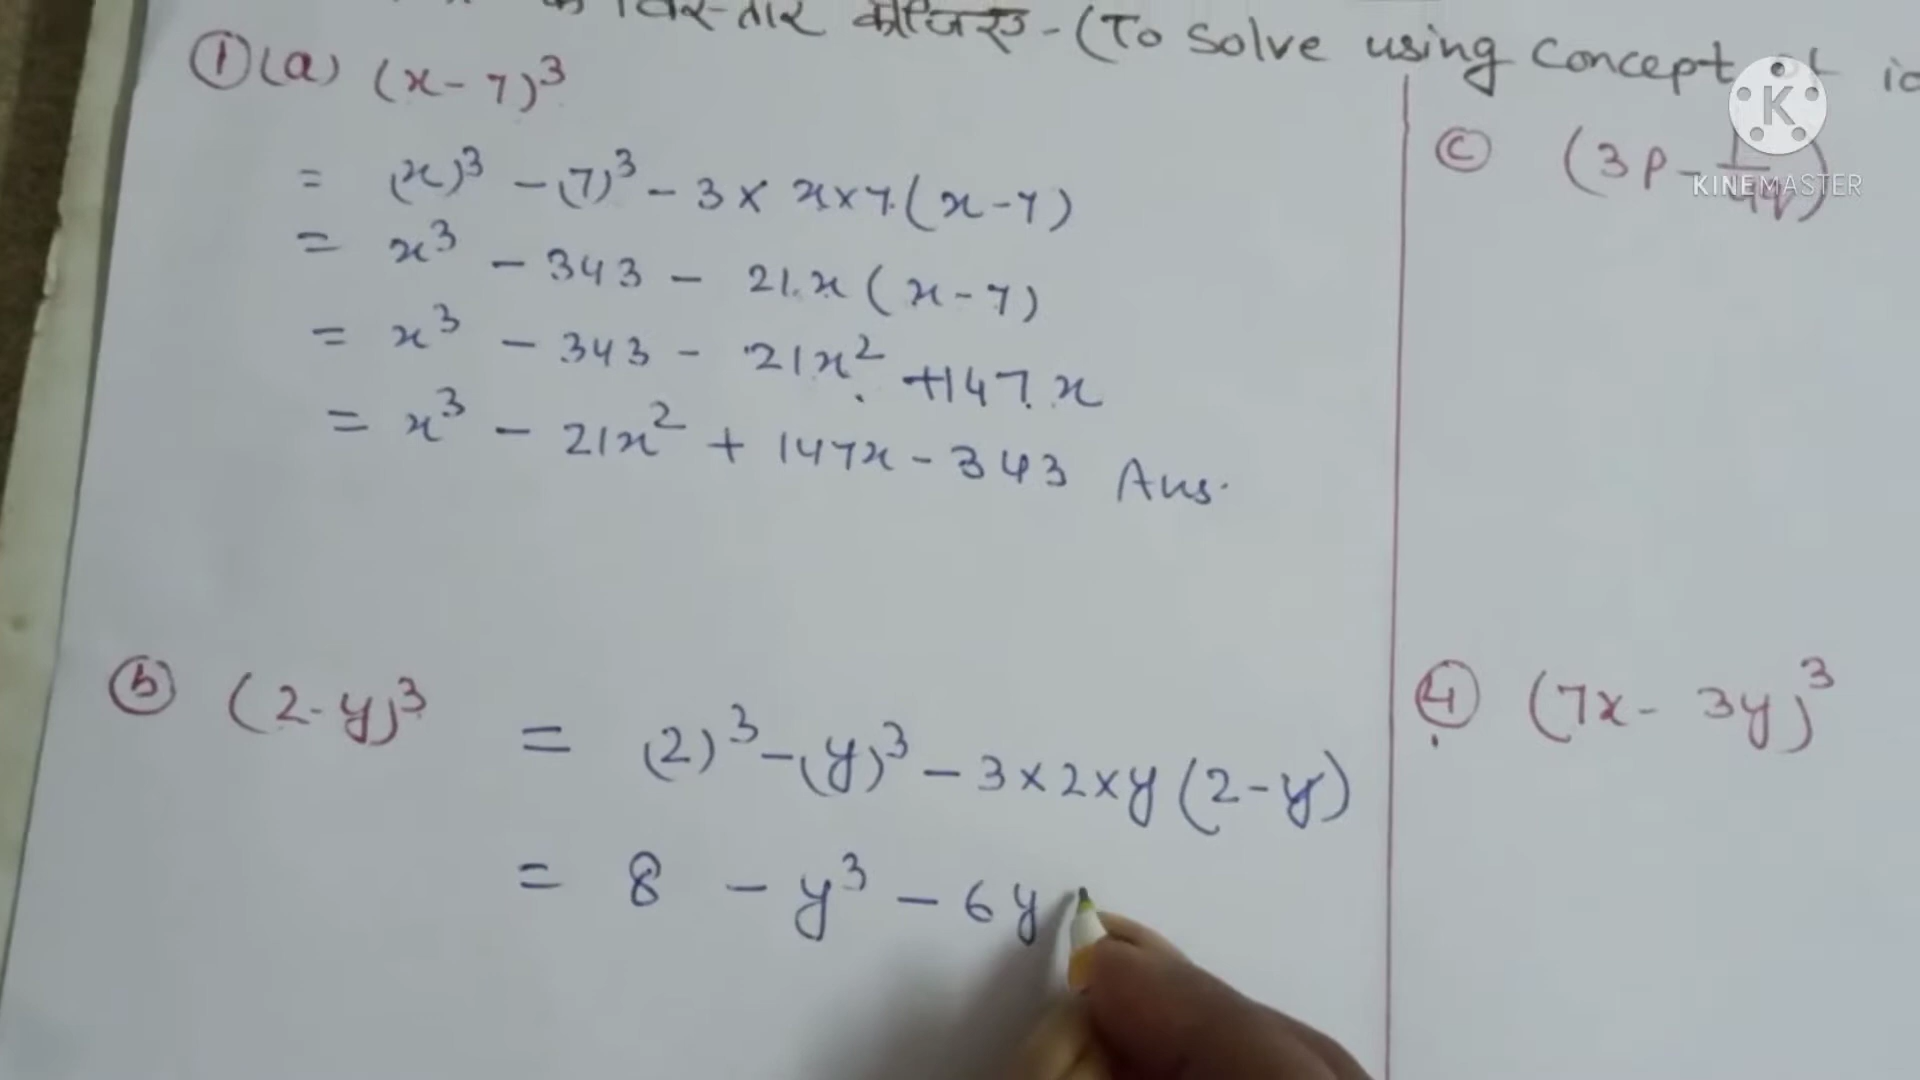 विस्तार कीजिए - (To solve using concept of
① (a) (x - 7)³
= (x)³ - (7)³ - 3 × x × 7 (x - 7)
= x³ - 343 - 21x (x - 7)
= x³ - 343 - 21x² + 147x
= x³ - 21x² + 147x - 343 Ans.
ⓑ (2 - y)³ = (2)³ - (y)³ - 3 × 2 × y (2 - y)
= 8 - y³ - 6y
ⓒ (3p -
④ (7x - 3y)³
K
KINEMASTER